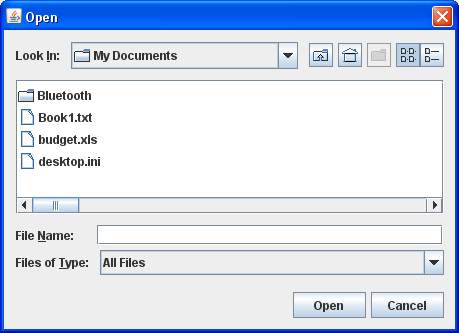 Open
Look In: My Documents
Bluetooth
Book1.txt
budget.xls
desktop.ini
File Name:
Files of Type: All Files
Open Cancel